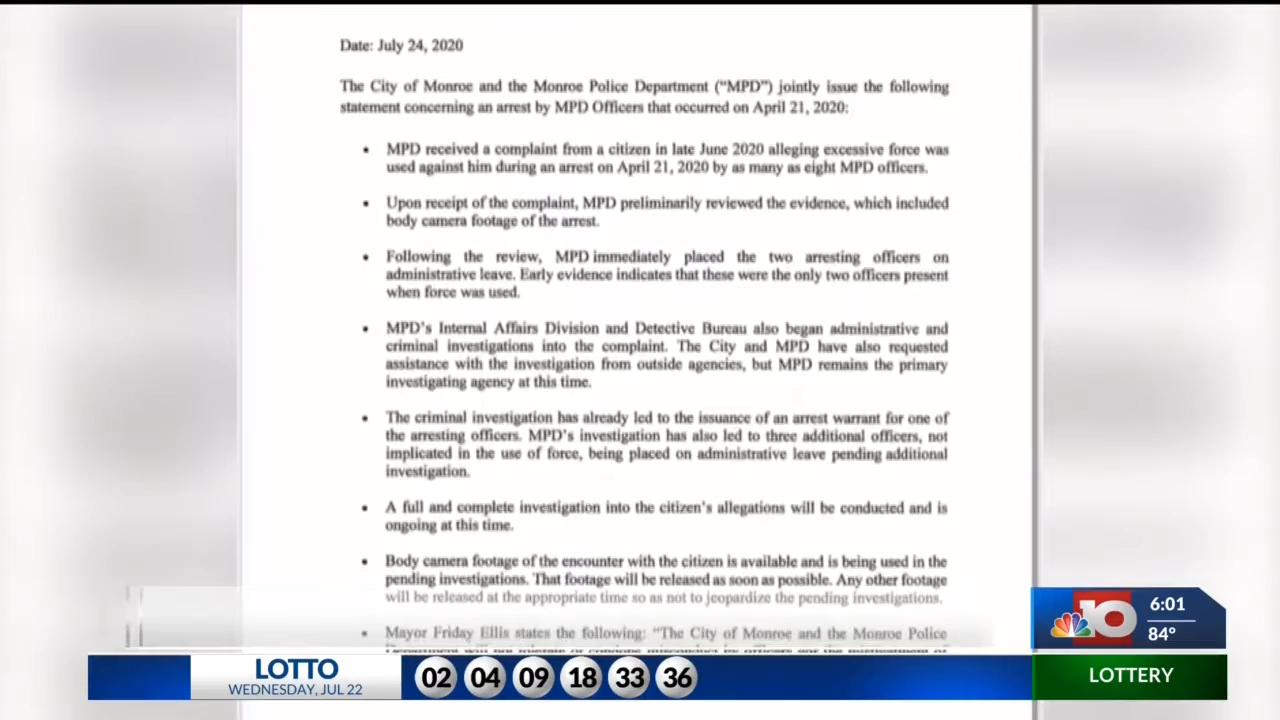 Date: July 24, 2020
The City of Monroe and the Monroe Police Department ("MPD") jointly issue the following
statement concerning an arrest by MPD Officers that occurred on April 21, 2020:
• MPD received a complaint from a citizen in late June 2020 alleging excessive force was
used against him during an arrest on April 21, 2020 by as many as eight MPD officers.
• Upon receipt of the complaint, MPD preliminarily reviewed the evidence, which included
body camera footage of the arrest.
• Following the review, MPD immediately placed the two arresting officers on
administrative leave. Early evidence indicates that these were the only two officers present
when force was used.
• MPD's Internal Affairs Division and Detective Bureau also began administrative and
criminal investigations into the complaint. The City and MPD have also requested
assistance with the investigation from outside agencies, but MPD remains the primary
investigating agency at this time.
• The criminal investigation has already led to the issuance of an arrest warrant for one of
the arresting officers. MPD's investigation has also led to three additional officers, not
implicated in the use of force, being placed on administrative leave pending additional
investigation.
• A full and complete investigation into the citizen's allegations will be conducted and is
ongoing at this time.
• Body camera footage of the encounter with the citizen is available and is being used in the
pending investigations. That footage will be released as soon as possible. Any other footage
will be released at the appropriate time so as not to jeopardize the pending investigations.
• Mayor Friday Ellis states the following: "The City of Monroe and the Monroe Police
10
6:01
84°
LOTTO
WEDNESDAY, JUL 22
02 04 09 18 33 36
LOTTERY